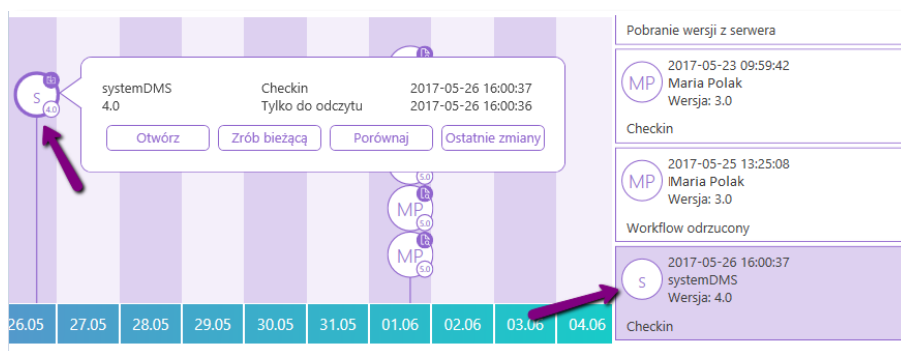 S
4.0
systemDMS Checkin 2017-05-26 16:00:37
4.0 Tylko do odczytu 2017-05-26 16:00:36
Otwórz Zrób bieżącą Porównaj Ostatnie zmiany
5.0
MP
5.0
MP
5.0
26.05 27.05 28.05 29.05 30.05 31.05 01.06 02.06 03.06 04.06
Pobranie wersji z serwera
2017-05-23 09:59:42
MP Maria Polak
Wersja: 3.0
Checkin
2017-05-25 13:25:08
MP Maria Polak
Wersja: 3.0
Workflow odrzucony
2017-05-26 16:00:37
S systemDMS
Wersja: 4.0
Checkin